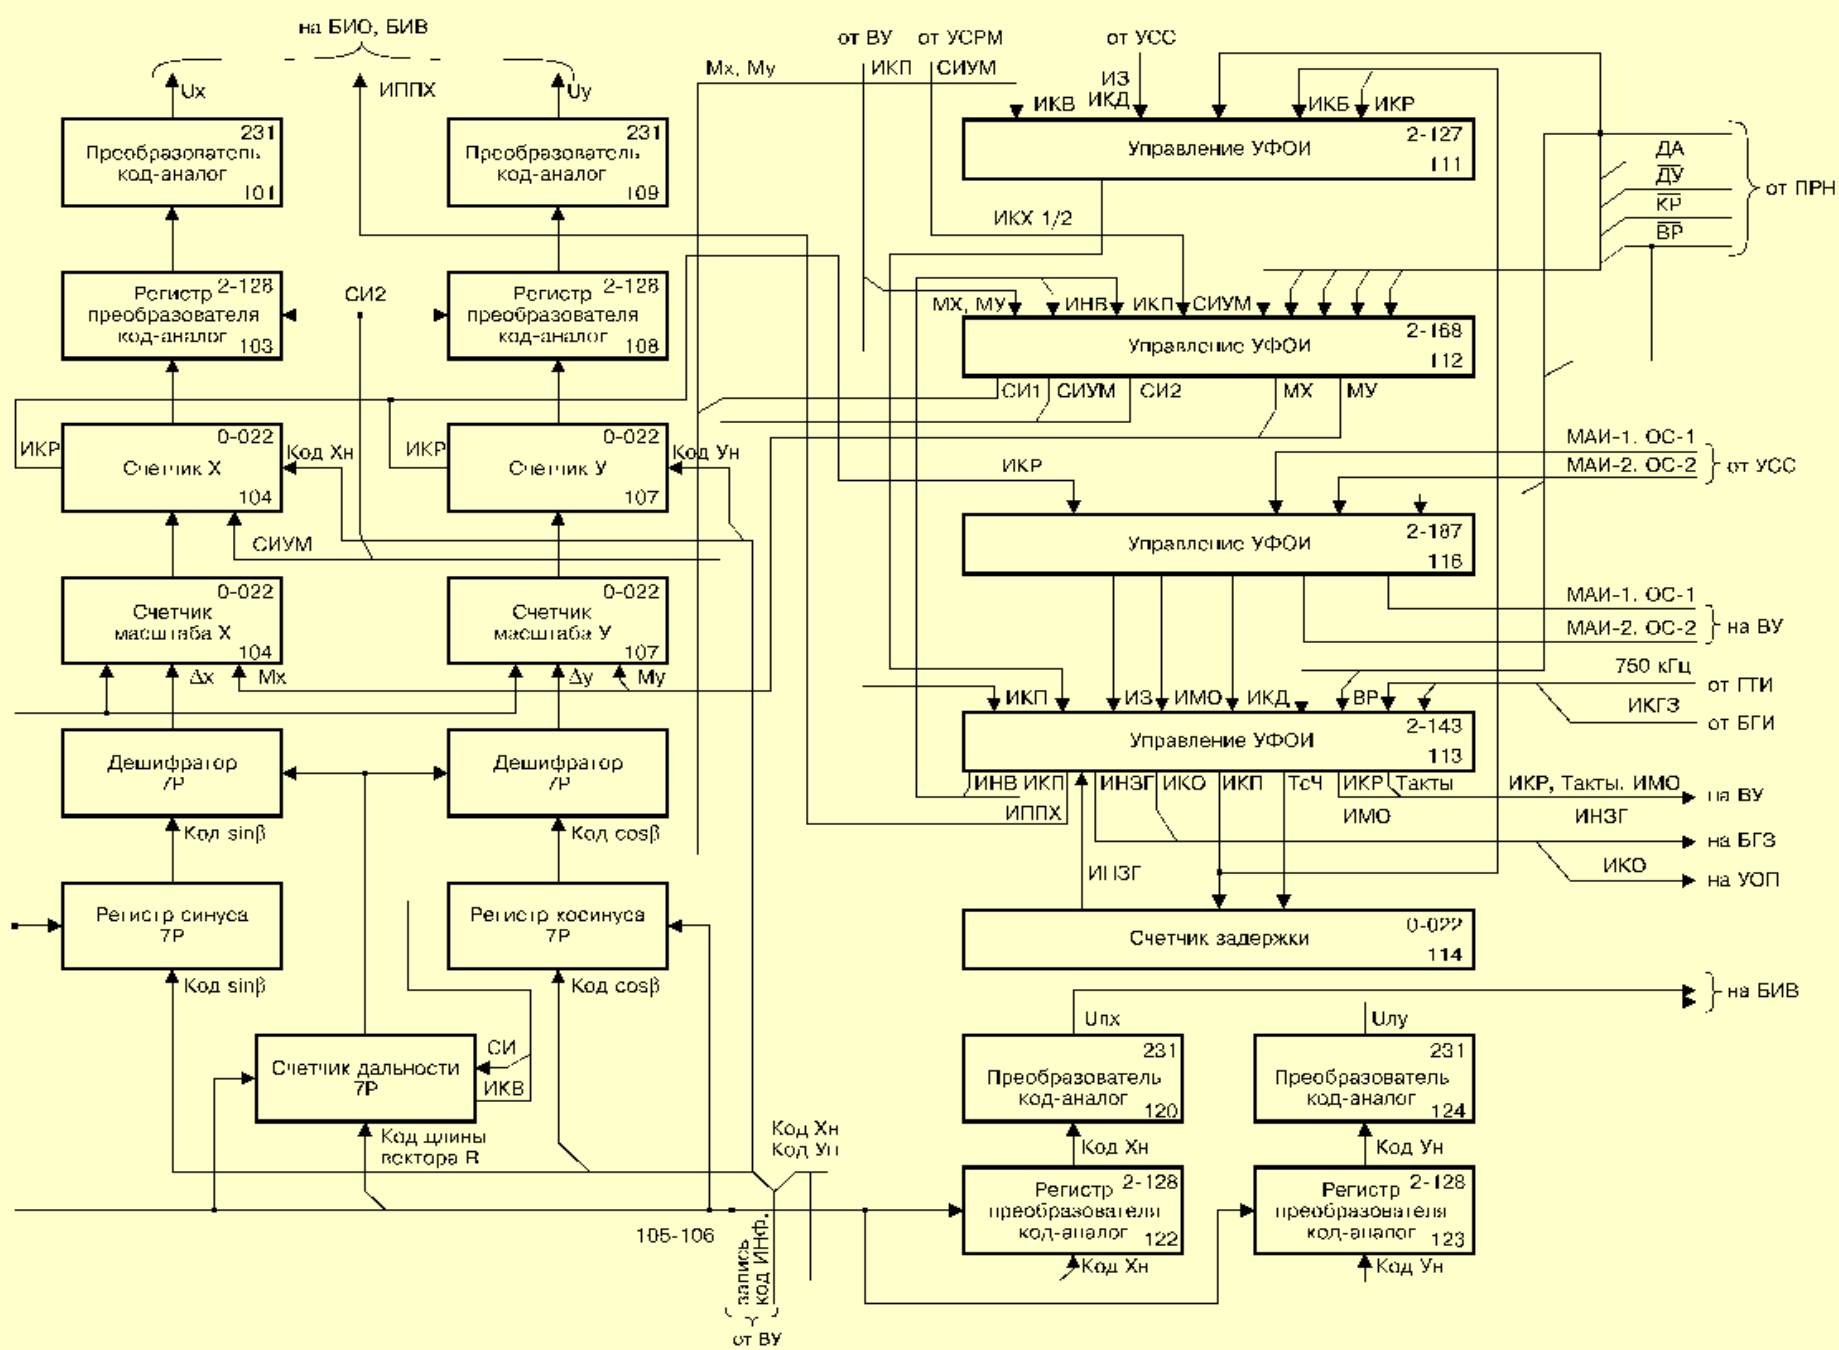 на БИО, БИВ
Ux
ИППХ
Uy
231
Преобразователь
код-аналог
101
231
Преобразователь
код-аналог
109
2-128
Регистр
преобразователя
код-аналог
103
СИ2
2-128
Регистр
преобразователя
код-аналог
108
ИКР
0-022
Счетчик X
104
Код Хн
ИКР
0-022
Счетчик У
107
Код Ун
СИУМ
0-022
Счетчик
масштаба X
104
0-022
Счетчик
масштаба У
107
Δx
Мх
Δy
Му
Дешифратор
7Р
Дешифратор
7Р
Код sinβ
Код cosβ
Регистр синуса
7Р
Регистр косинуса
7Р
Код sinβ
Код cosβ
Счетчик дальности
7Р
СИ
ИКВ
Код длины
вектора R
105-106
Код Хн
Код Ун
запись
код ИНФ.
от ВУ
от ВУ
от УСРМ
от УСС
Мх, Му
ИКП
СИУМ
ИЗ
ИКВ
ИКД
ИКБ
ИКР
2-127
Управление УФОИ
111
ДА
ДУ
КР
ВР
от ПРН
ИКХ 1/2
МХ, МУ
ИНВ
ИКП
СИУМ
2-168
Управление УФОИ
112
СИ1
СИУМ
СИ2
МХ
МУ
МАИ-1. ОС-1
МАИ-2. ОС-2
от УСС
ИКР
2-187
Управление УФОИ
116
МАИ-1. ОС-1
МАИ-2. ОС-2
на ВУ
750 кГц
от ГТИ
ИКГЗ
от БГИ
ИКП
ИЗ
ИМО
ИКД
ВР
2-143
Управление УФОИ
113
ИНВ
ИКП
ИНЗГ
ИКО
ИКП
ТсЧ
ИКР
Такты
ИППХ
ИМО
ИКР, Такты. ИМО
на ВУ
ИНЗГ
на БГЗ
ИКО
на УОП
ИНЗГ
0-022
Счетчик задержки
114
на БИВ
Uлх
Uлу
231
Преобразователь
код-аналог
120
231
Преобразователь
код-аналог
124
Код Хн
Код Ун
2-128
Регистр
преобразователя
код-аналог
122
2-128
Регистр
преобразователя
код-аналог
123
Код Хн
Код Ун